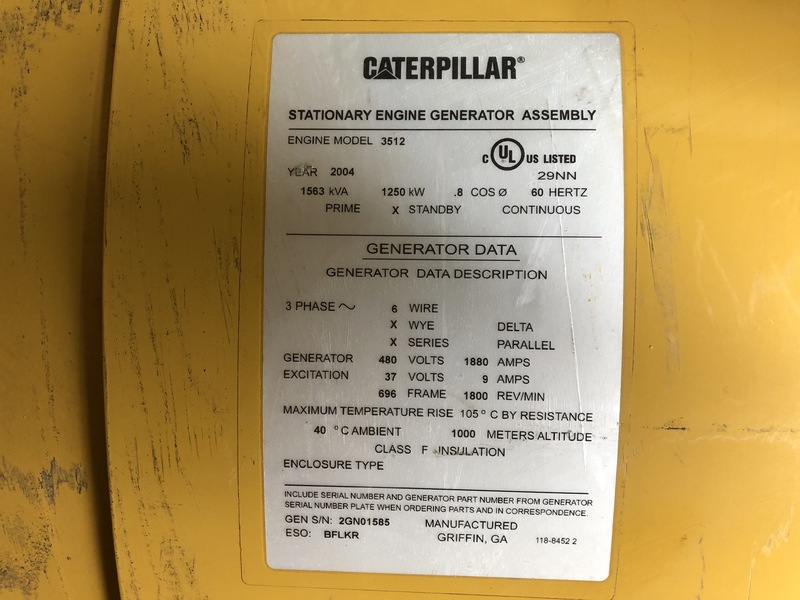 CATERPILLAR®
STATIONARY ENGINE GENERATOR ASSEMBLY
ENGINE MODEL 3512
C UL US LISTED
29NN
YEAR 2004
1563 kVA 1250 kW .8 COS Ø 60 HERTZ
PRIME X STANDBY CONTINUOUS
GENERATOR DATA
GENERATOR DATA DESCRIPTION
3 PHASE ~ 6 WIRE
X WYE DELTA
X SERIES PARALLEL
GENERATOR 480 VOLTS 1880 AMPS
EXCITATION 37 VOLTS 9 AMPS
696 FRAME 1800 REV/MIN
MAXIMUM TEMPERATURE RISE 105° C BY RESISTANCE
40 °C AMBIENT 1000 METERS ALTITUDE
CLASS F INSULATION
ENCLOSURE TYPE
INCLUDE SERIAL NUMBER AND GENERATOR PART NUMBER FROM GENERATOR
SERIAL NUMBER PLATE WHEN ORDERING PARTS AND IN CORRESPONDENCE.
GEN S/N: 2GN01585 MANUFACTURED
ESO: BFLKR GRIFFIN, GA 118-8452 2